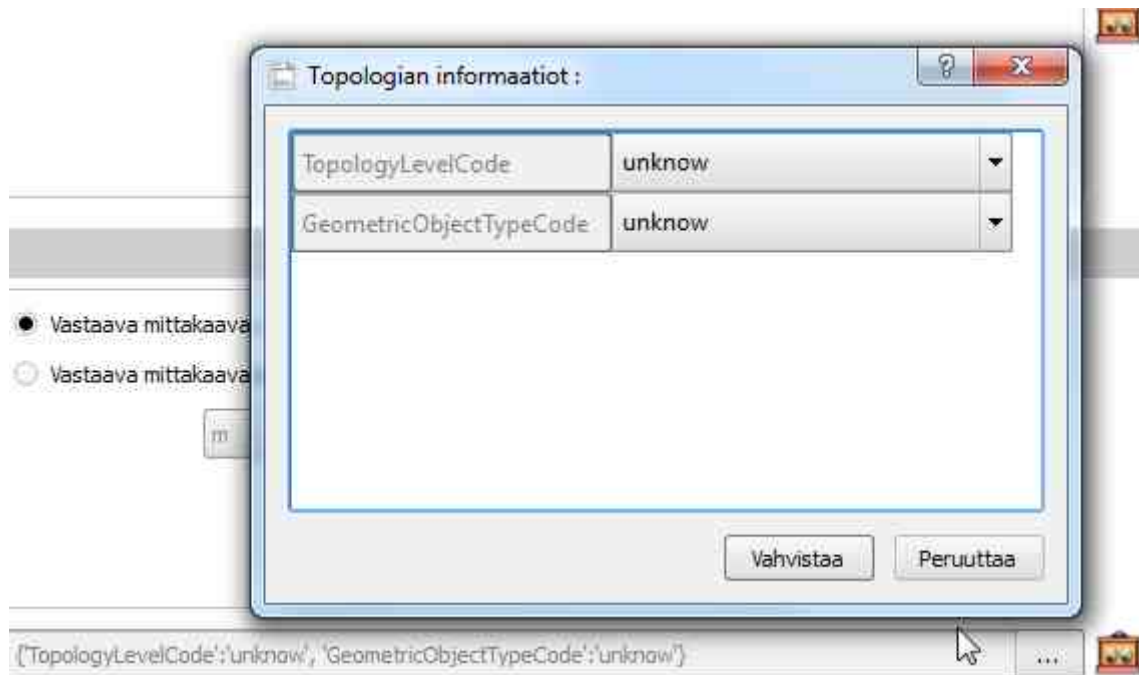 Topologian informaatiot :
TopologyLevelCode unknow
GeometricObjectTypeCode unknow
Vastaava mittakaava
Vastaava mittakaava
m
Vahvistaa Peruuttaa
{'TopologyLevelCode':'unknow', 'GeometricObjectTypeCode':'unknow'} ...